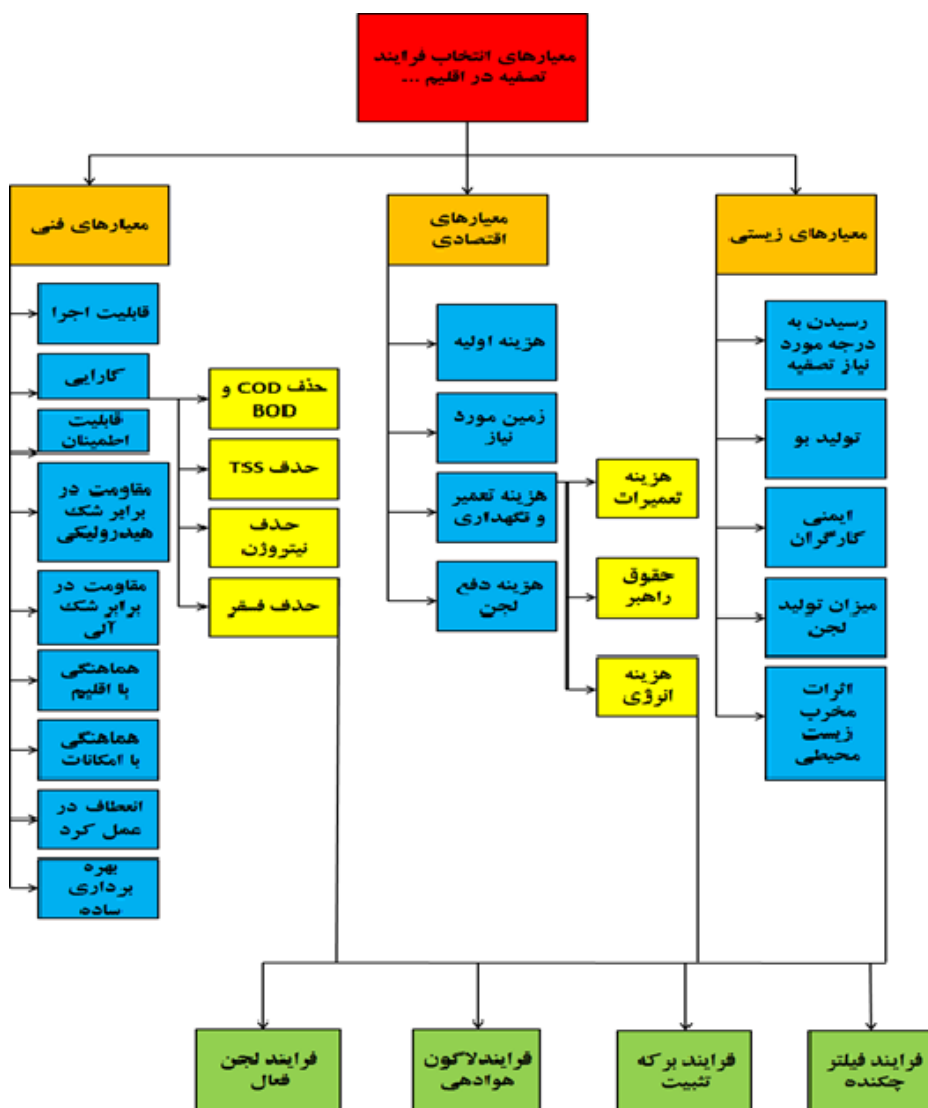 معیارهای انتخاب فرایند
تصفیه در اقلیم ...
معیارهای زیستی
رسیدن به
درجه مورد
نیاز تصفیه
تولید بو
ایمنی
کارگران
میزان تولید
لجن
اثرات
مخرب
زیست
محیطی
معیارهای
اقتصادی
هزینه اولیه
زمین مورد
نیاز
هزینه تعمیر
و نگهداری
هزینه دفع
لجن
هزینه
تعمیرات
حقوق
راهبر
هزینه
انرژی
معیارهای فنی
قابلیت اجرا
کارایی
قابلیت
اطمینان
مقاومت در
برابر شک
هیدرولیکی
مقاومت در
برابر شک
آلی
هماهنگی
با اقلیم
هماهنگی
با امکانات
انعطاف در
عمل کرد
بهره
برداری
ساده
حذف COD و
BOD
حذف TSS
حذف
نیتروژن
حذف فسفر
فرایند فیلتر
چکنده
فرایند برکه
تثبیت
فرایندلاگون
هوادهی
فرایند لجن
فعال